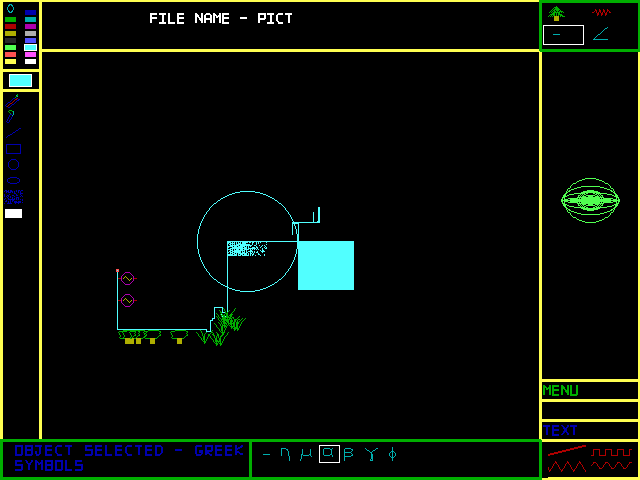 FILE NAME - PICT
MENU
TEXT
OBJECT SELECTED - GREEK
SYMBOLS
- η μ α β γ ϕ